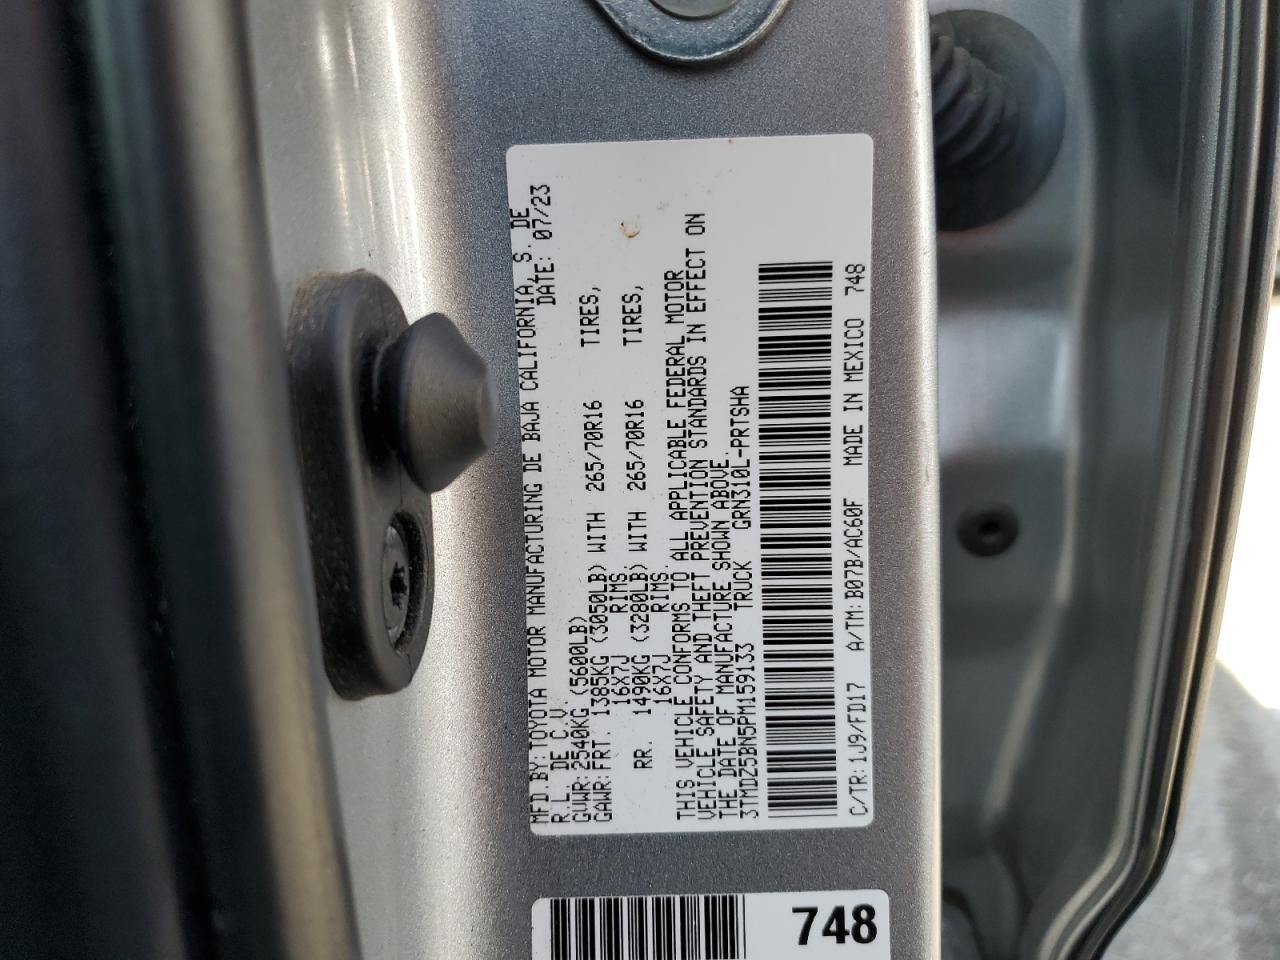 MFD.BY:TOYOTA MOTOR MANUFACTURING DE BAJA CALIFORNIA, S. DE
R.L. DE C.V. DATE: 07/23
GVWR:2540KG (5600LB)
GAWR:FRT. 1385KG (3050LB) WITH 265/70R16 TIRES,
16X7J RIMS,
RR. 1490KG (3280LB) WITH 265/70R16 TIRES,
16X7J RIMS.
THIS VEHICLE CONFORMS TO ALL APPLICABLE FEDERAL MOTOR
VEHICLE SAFETY AND THEFT PREVENTION STANDARDS IN EFFECT ON
THE DATE OF MANUFACTURE SHOWN ABOVE.
3TMDZ5BN5PM159133 TRUCK GRN310L-PRTSHA
C/TR:1J9/FD17 A/TM:B07B/AC60F MADE IN MEXICO 748
748